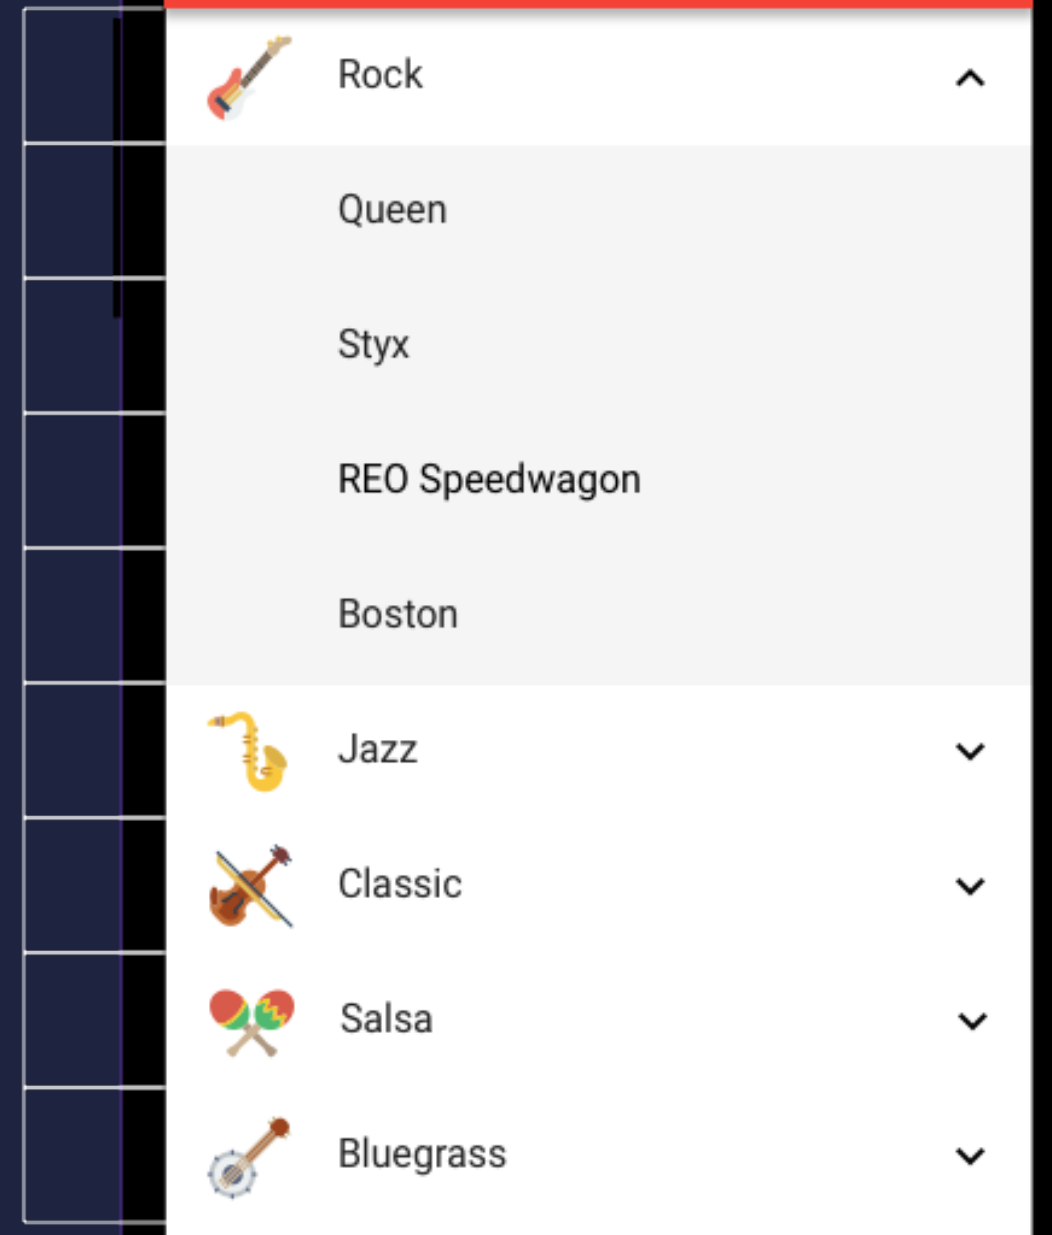 Rock
Queen
Styx
REO Speedwagon
Boston
Jazz
Classic
Salsa
Bluegrass